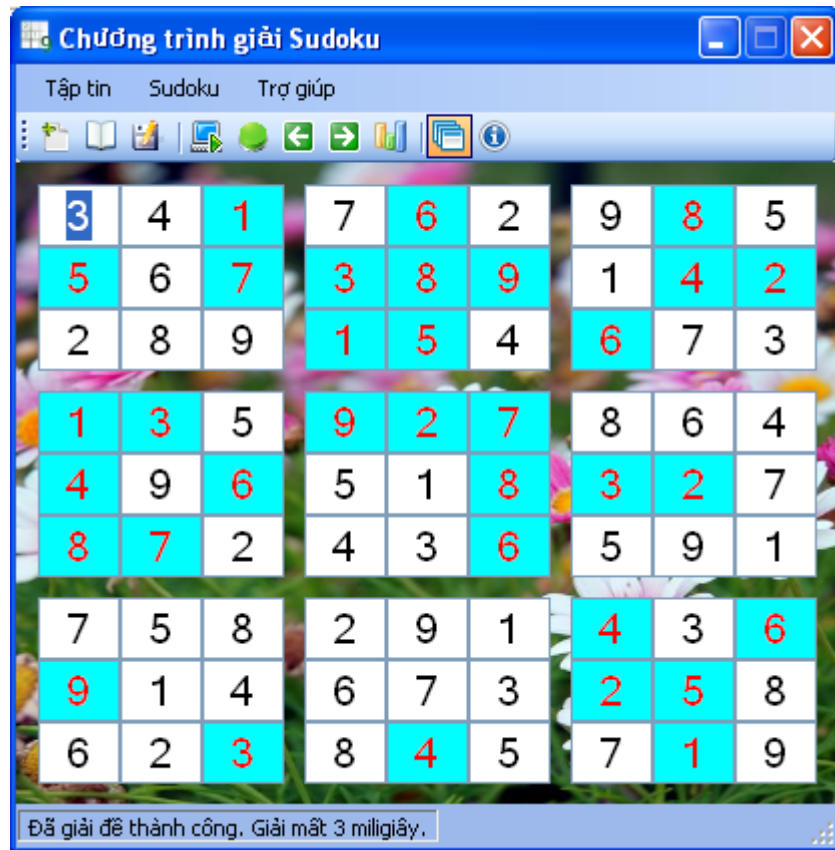 Chương trình giải Sudoku
Tập tin Sudoku Trợ giúp
3 4 1 7 6 2 9 8 5
5 6 7 3 8 9 1 4 2
2 8 9 1 5 4 6 7 3
1 3 5 9 2 7 8 6 4
4 9 6 5 1 8 3 2 7
8 7 2 4 3 6 5 9 1
7 5 8 2 9 1 4 3 6
9 1 4 6 7 3 2 5 8
6 2 3 8 4 5 7 1 9
Đã giải đề thành công. Giải mất 3 miligiây.